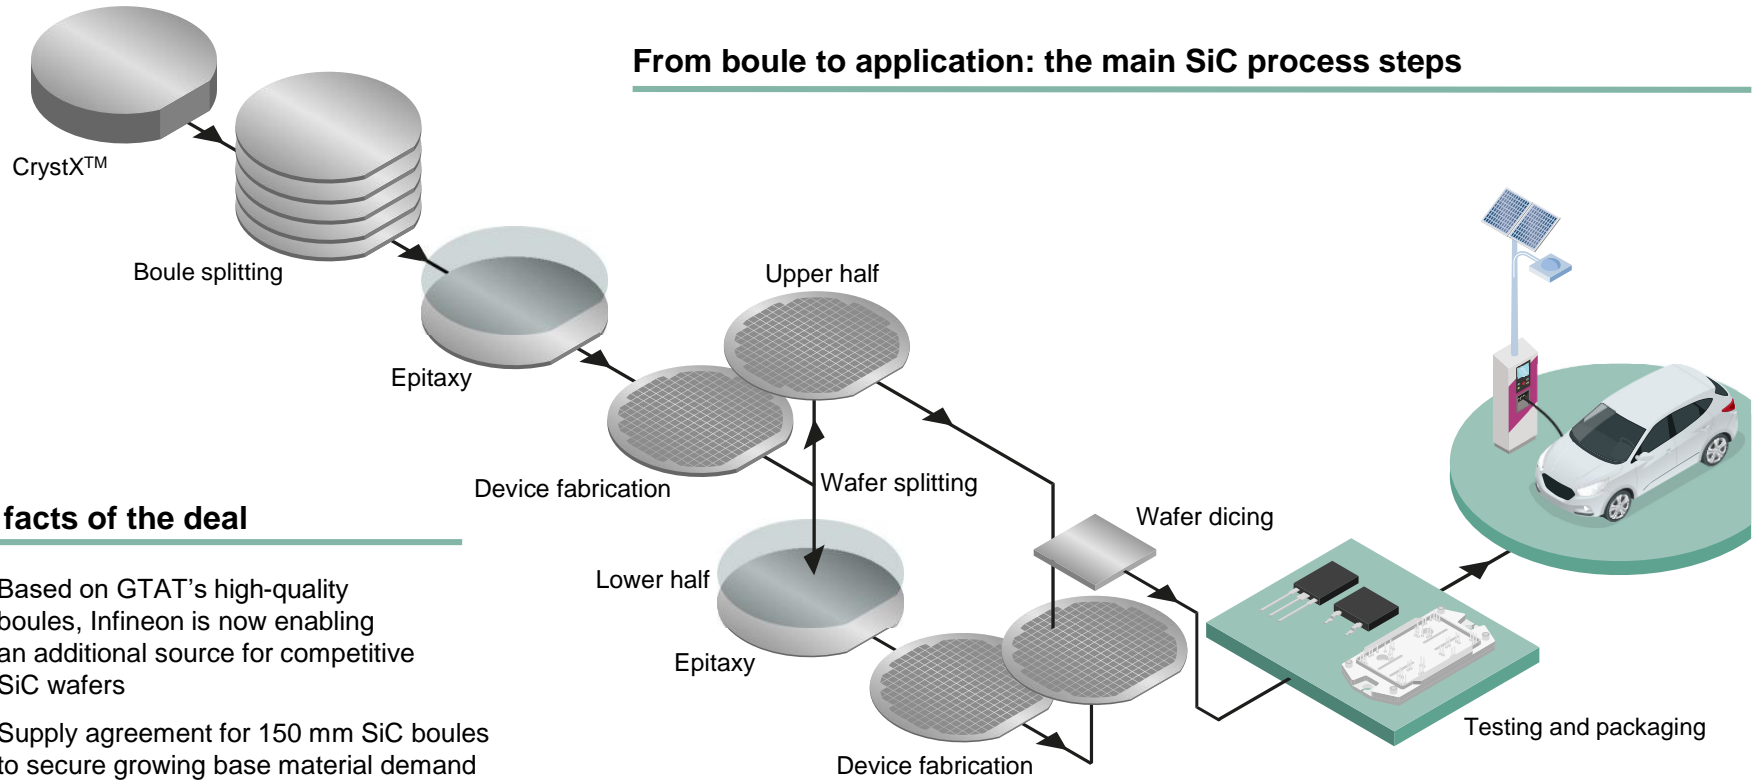 From boule to application: the main SiC process steps
CrystX™
Boule splitting
Epitaxy
Upper half
Device fabrication
Wafer splitting
Lower half
Epitaxy
Device fabrication
Wafer dicing
Testing and packaging
facts of the deal
Based on GTAT's high-quality
boules, Infineon is now enabling
an additional source for competitive
SiC wafers
Supply agreement for 150 mm SiC boules
to secure growing base material demand